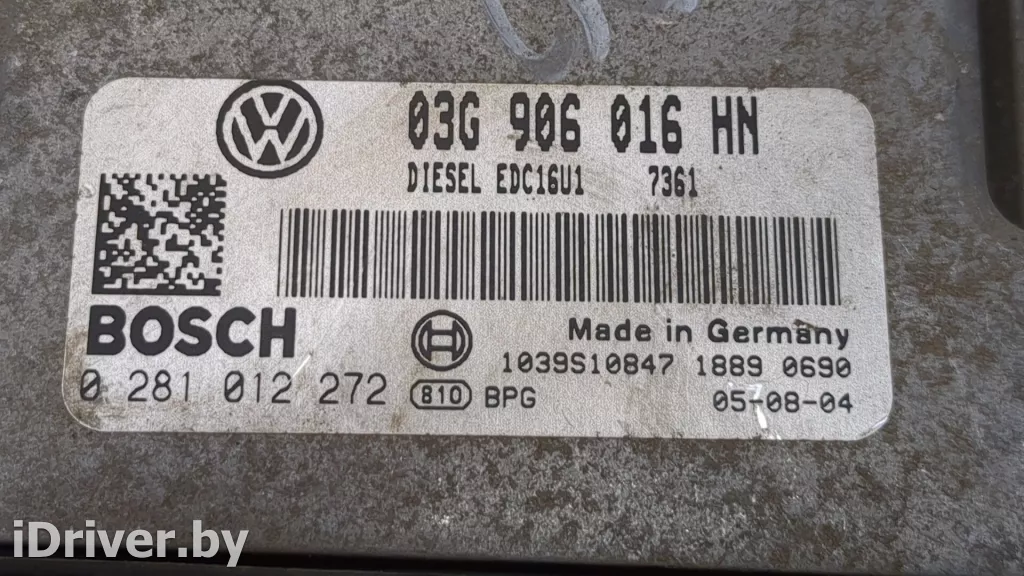 03G 906 016 HN
DIESEL EDC16U1 7361
BOSCH
Made in Germany
1039S10847 1889 0690
0 281 012 272 810 BPG 05-08-04
iDriver.by